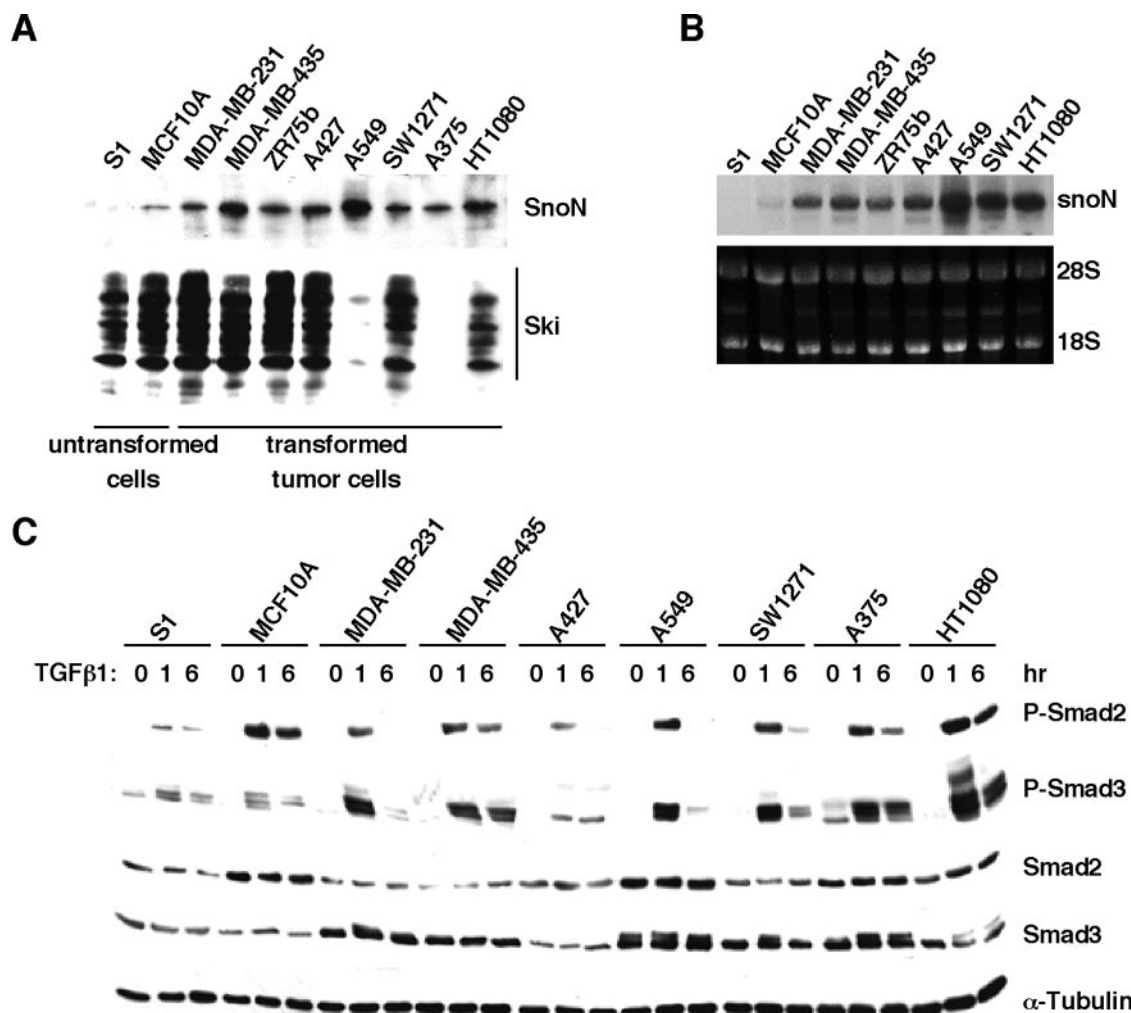 A
S1 MCF10A MDA-MB-231 MDA-MB-435 ZR75b A427 A549 SW1271 A375 HT1080
SnoN
Ski
untransformed cells
transformed tumor cells
B
S1 MCF10A MDA-MB-231 MDA-MB-435 ZR75b A427 A549 SW1271 HT1080
snoN
28S
18S
C
S1 MCF10A MDA-MB-231 MDA-MB-435 A427 A549 SW1271 A375 HT1080
TGFβ1: 0 1 6 0 1 6 0 1 6 0 1 6 0 1 6 0 1 6 0 1 6 0 1 6 0 1 6 hr
P-Smad2
P-Smad3
Smad2
Smad3
α-Tubulin